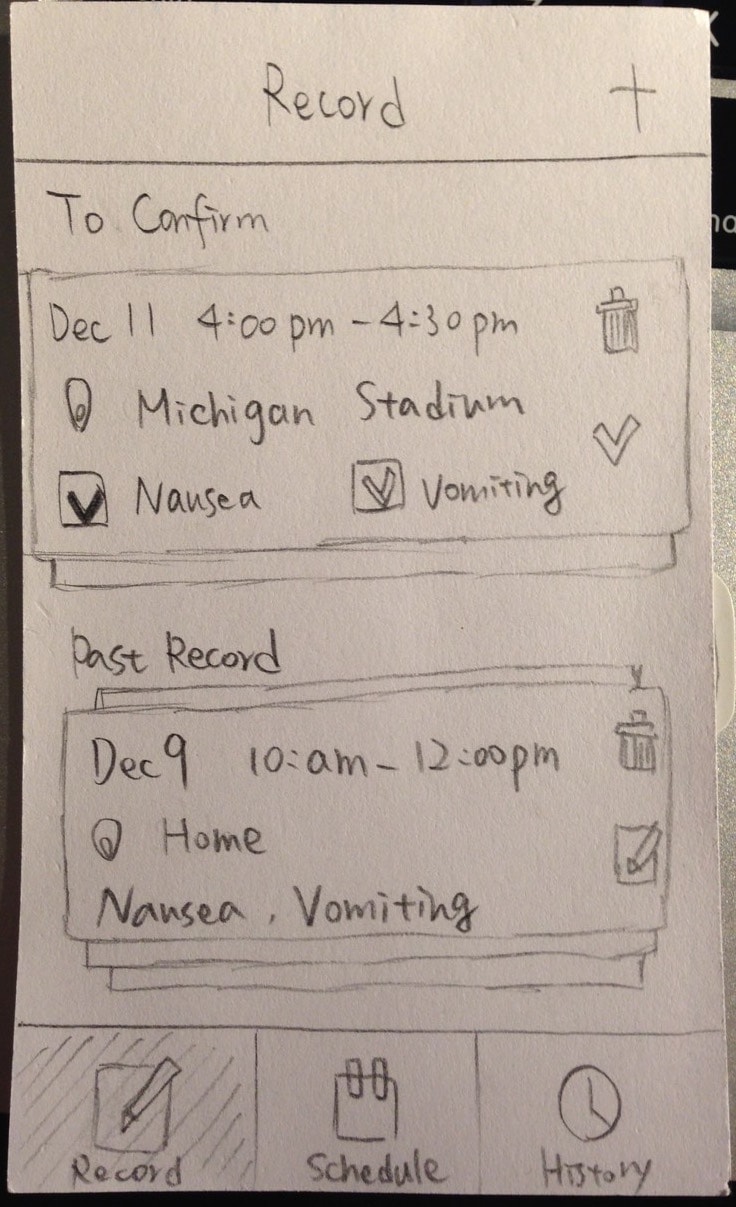 Record +
To Confirm
Dec 11 4:00 pm - 4:30 pm
Michigan Stadium
Nausea Vomiting
Past Record
Dec 9 10:am - 12:00pm
Home
Nausea, Vomiting
Record Schedule History